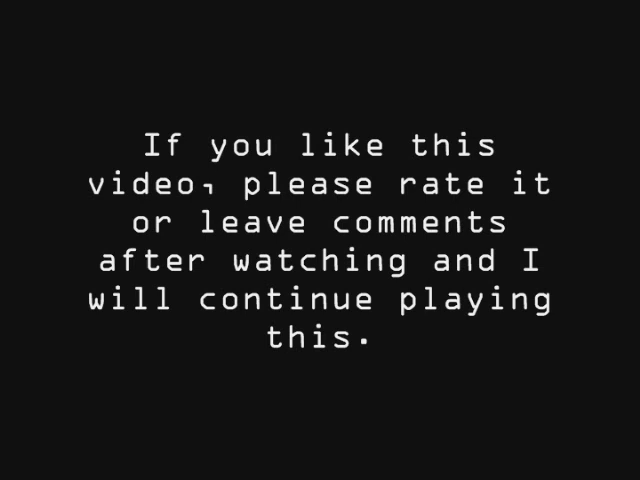 If you like this
video, please rate it
or leave comments
after watching and I
will continue playing
this.